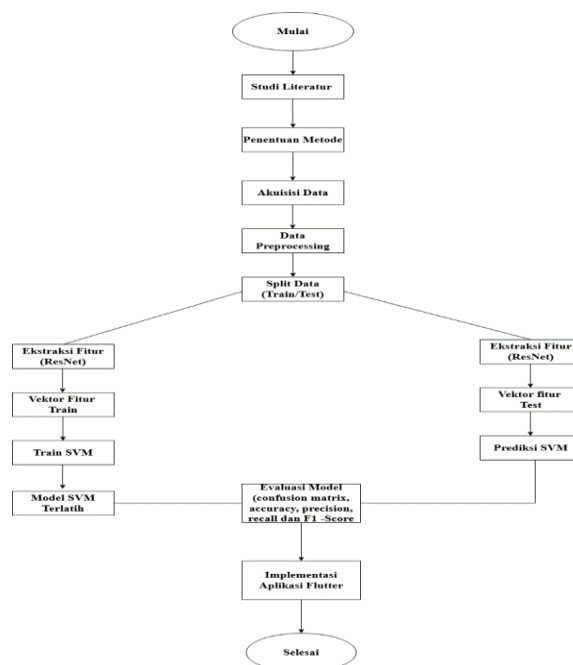 Mulai
Studi Literatur
Penentuan Metode
Akuisisi Data
Data
Preprocessing
Split Data
(Train/Test)
Ekstraksi Fitur
(ResNet)
Vektor Fitur
Train
Train SVM
Model SVM
Terlatih
Ekstraksi Fitur
(ResNet)
Vektor fitur
Test
Prediksi SVM
Evaluasi Model
(confusion matrix,
accuracy, precision,
recall dan F1 -Score
Implementasi
Aplikasi Flutter
Selesai